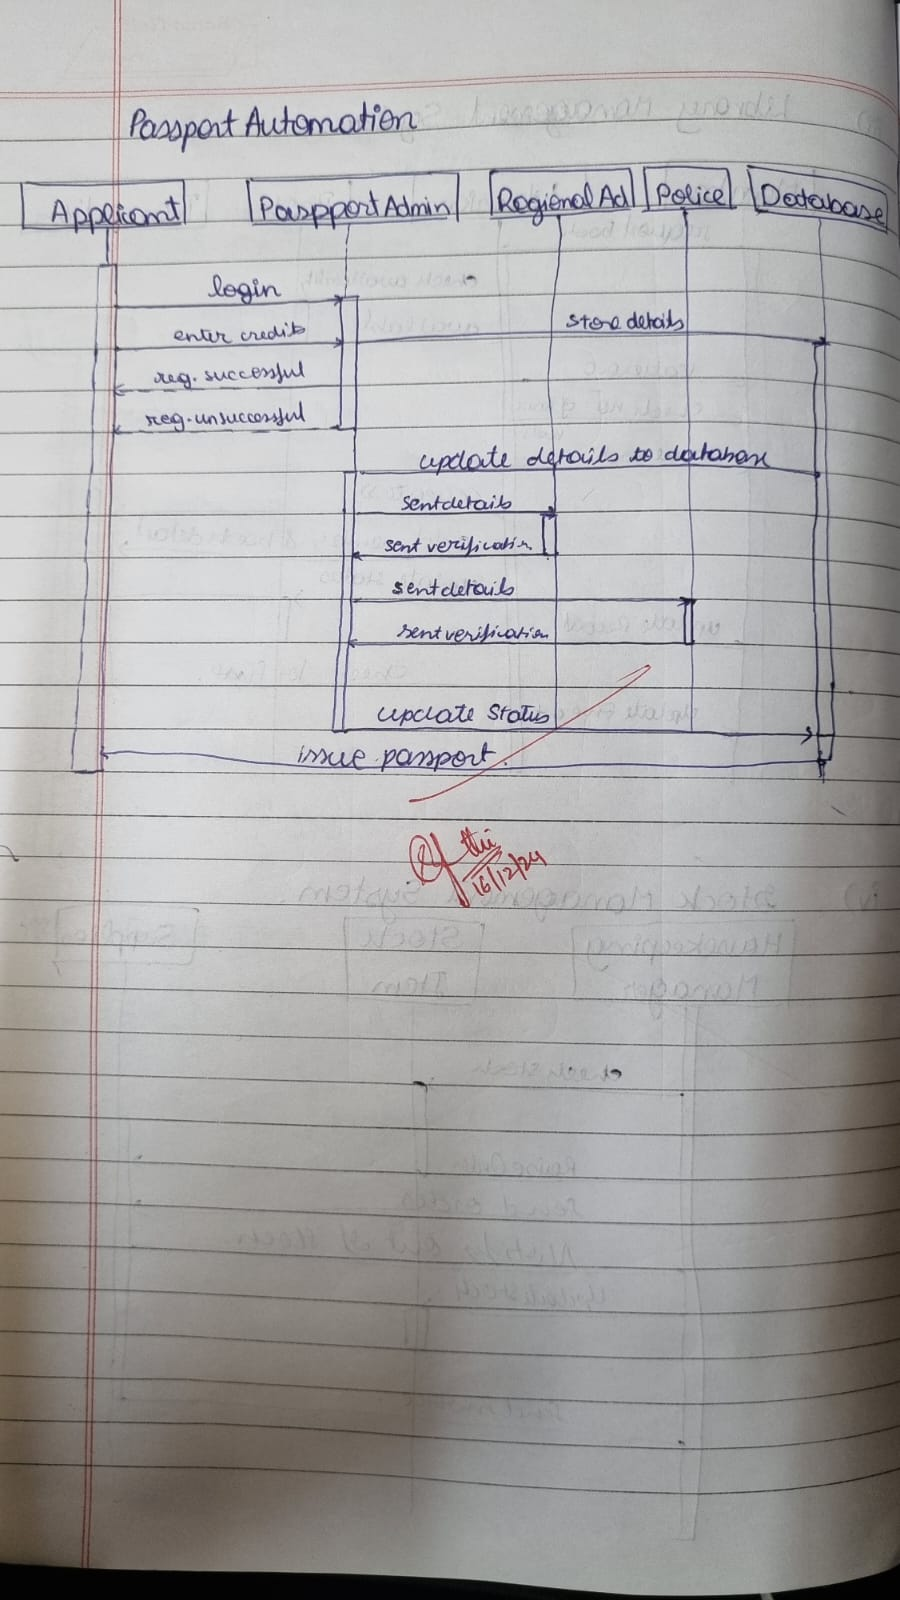 Passport Automation
Applicant Passport Admin Regional Ad Police Database
login
store details
enter credits
reg. successful
reg. unsuccessful
update details to database
sent details
sent verification
sent details
sent verification
update Status
issue passport.
16/12/24